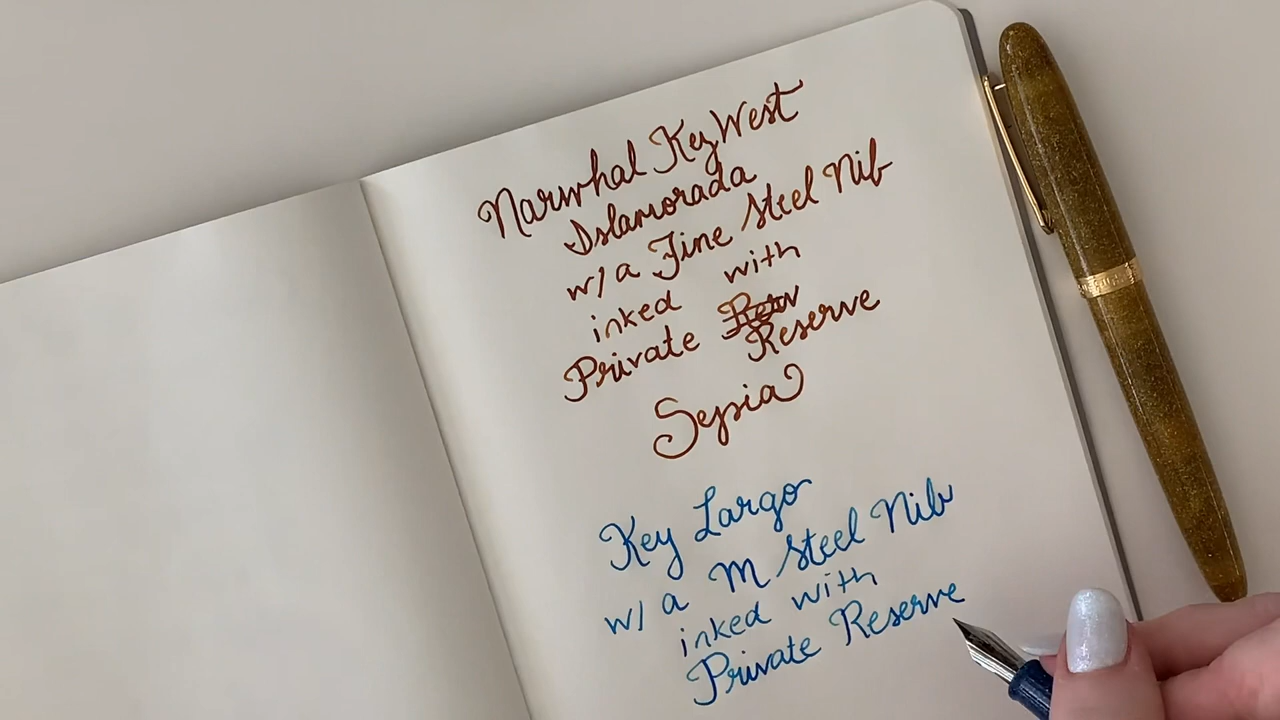 Narwhal Key West
Islamorada
w/ a Fine Steel Nib
inked with
Private
Reserve
Sepia
Key Largo
w/ a M Steel Nib
inked with
Private Reserve